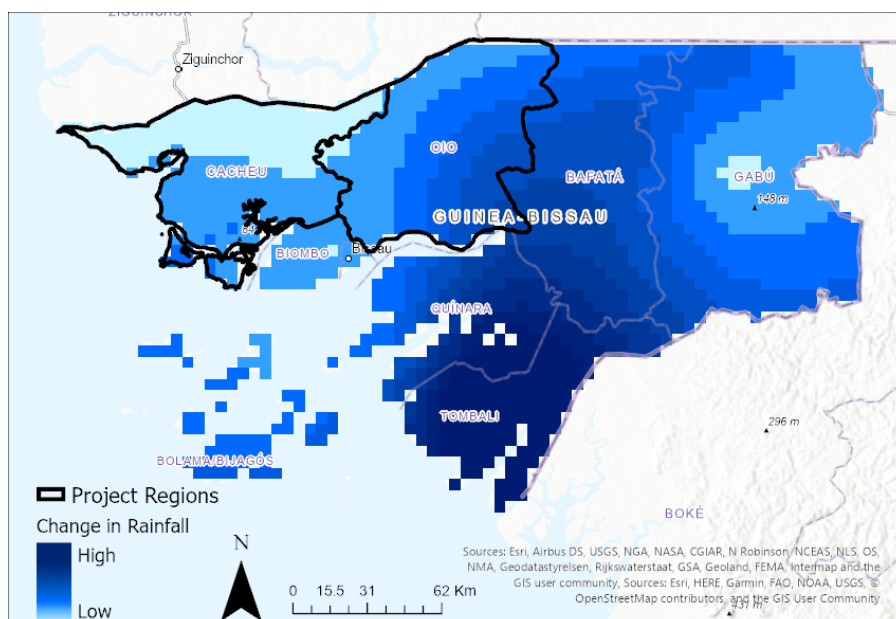 ZIGUINCHOR
Ziguinchor
OIO
CACHEU
BAFATÁ
GABÚ
148 m
GUINEA-BISSAU
64
BIOMBO
Bissau
QUÍNARA
TOMBALI
296 m
BOLAMA/BIJAGÓS
Project Regions
BOKÉ
Change in Rainfall
High
Low
N
0 15.5 31 62 Km
Sources: Esri, Airbus DS, USGS, NGA, NASA, CGIAR, N Robinson, NCEAS, NLS, OS,
NMA, Geodatastyrelsen, Rijkswaterstaat, GSA, Geoland, FEMA, Intermap and the
GIS user community, Sources: Esri, HERE, Garmin, FAO, NOAA, USGS, ©
OpenStreetMap contributors, and the GIS User Community
431 m